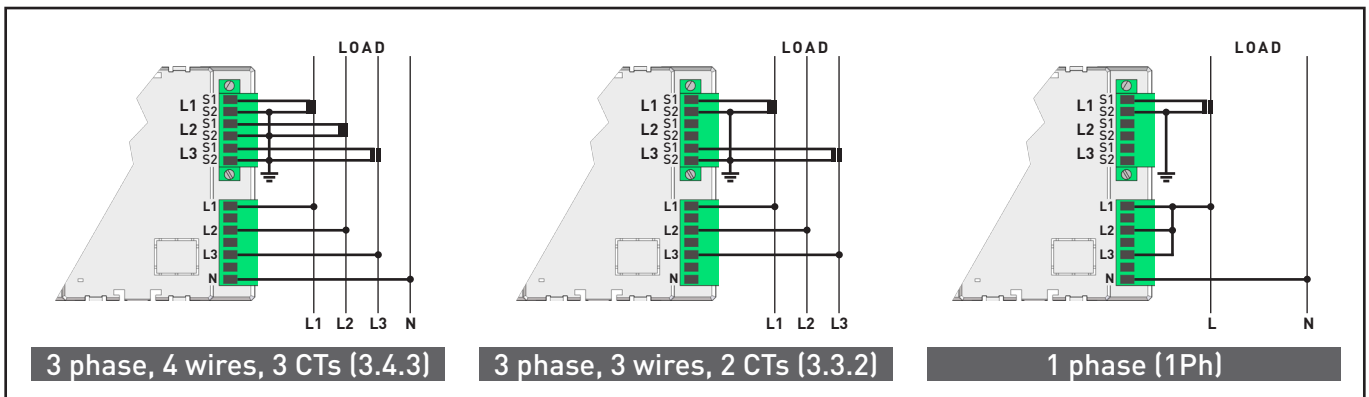 LOAD
L1 S1
S2
L2 S1
S2
L3 S1
S2
L1
L2
L3
N
L1 L2 L3 N
3 phase, 4 wires, 3 CTs (3.4.3)
LOAD
L1 S1
S2
L2 S1
S2
L3 S1
S2
L1
L2
L3
N
L1 L2 L3
3 phase, 3 wires, 2 CTs (3.3.2)
LOAD
L1 S1
S2
L2 S1
S2
L3 S1
S2
L1
L2
L3
N
L N
1 phase (1Ph)